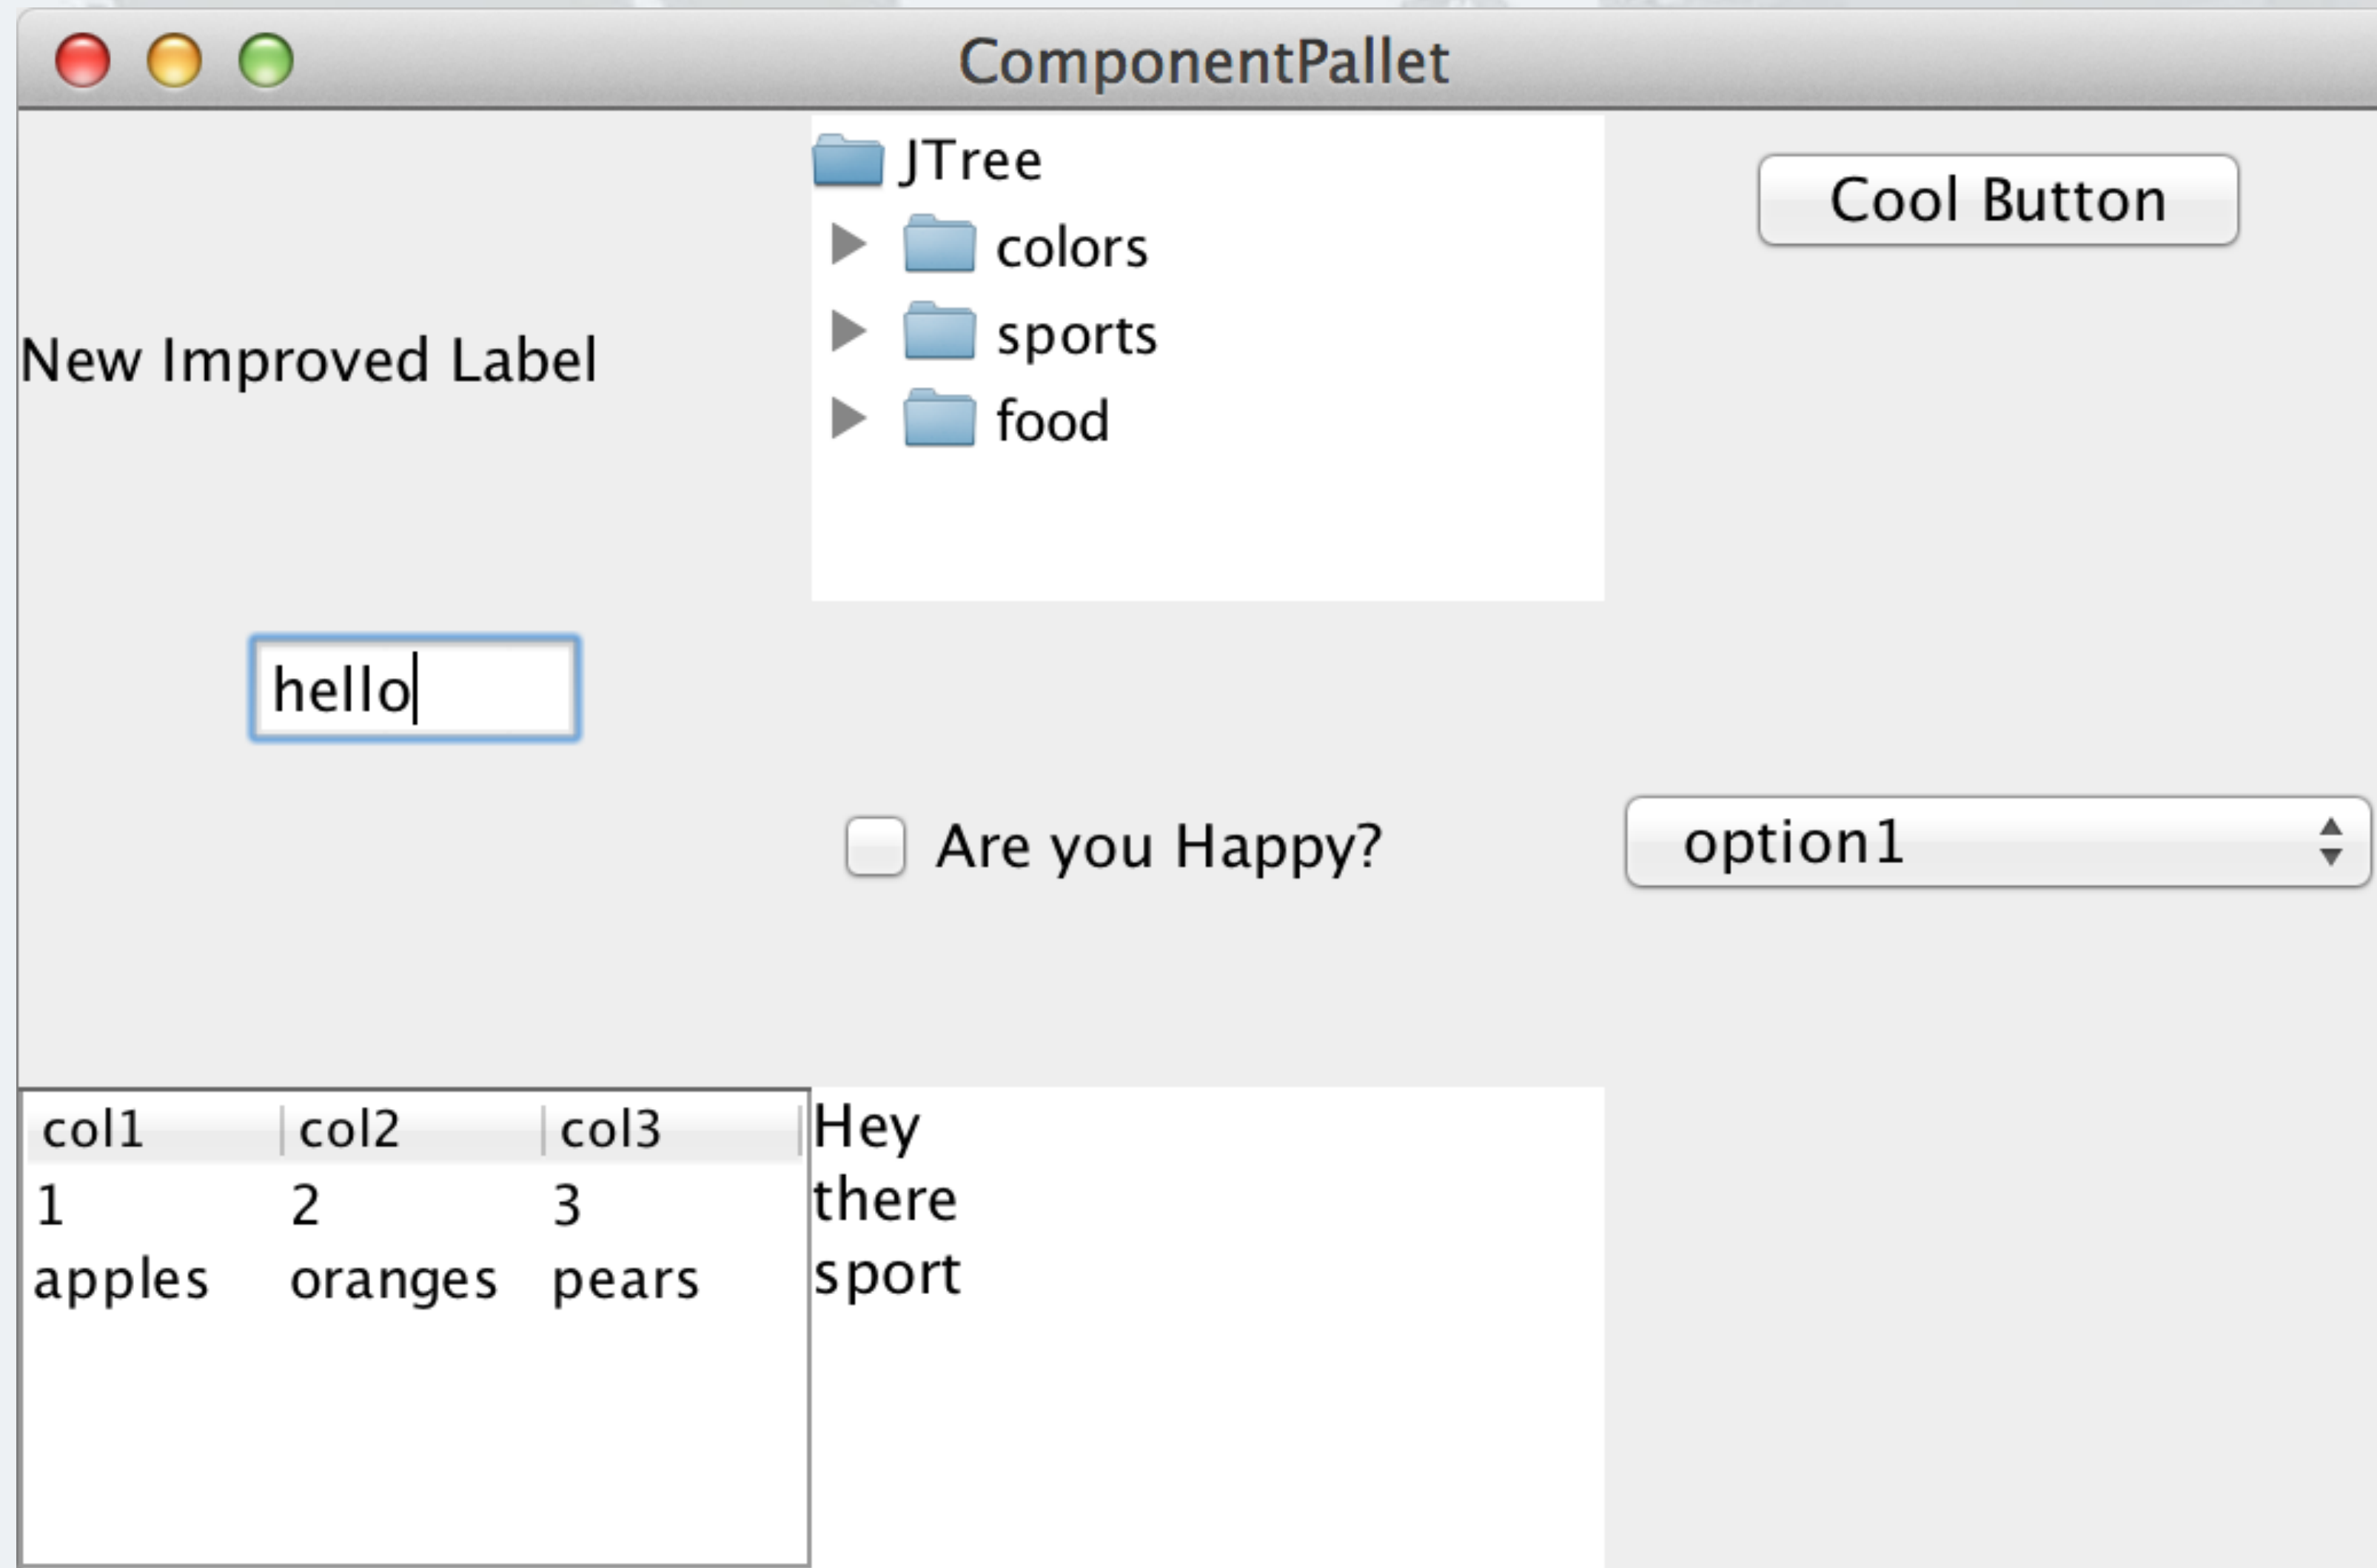 ComponentPallet
New Improved Label
JTree
colors
sports
food
Cool Button
hello
Are you Happy?
option1
col1 col2 col3
1 2 3
apples oranges pears
Hey
there
sport